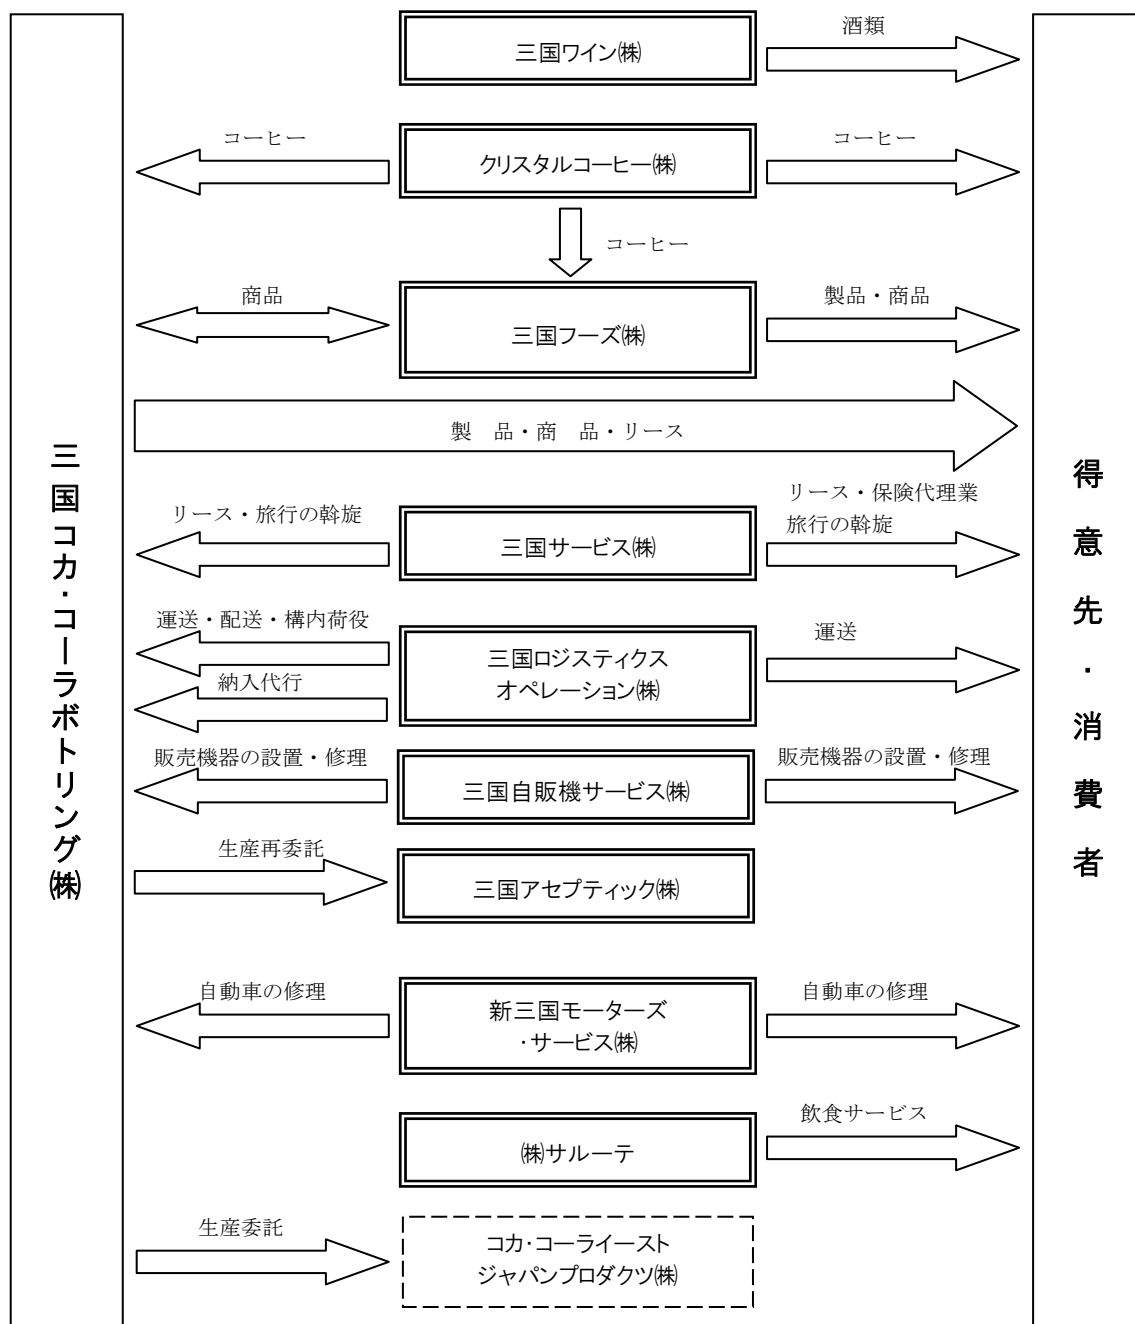 三国コカ・コーラボトリング㈱
酒類
三国ワイン㈱
コーヒー
クリスタルコーヒー㈱
コーヒー
コーヒー
商品
三国フーズ㈱
製品・商品
製　品・商　品・リース
リース・旅行の斡旋
三国サービス㈱
リース・保険代理業
旅行の斡旋
運送・配送・構内荷役
納入代行
三国ロジスティクス
オペレーション㈱
運送
販売機器の設置・修理
三国自販機サービス㈱
販売機器の設置・修理
生産再委託
三国アセプティック㈱
自動車の修理
新三国モーターズ
・サービス㈱
自動車の修理
㈱サルーテ
飲食サービス
生産委託
コカ・コーライースト
ジャパンプロダクツ㈱
得意先・消費者